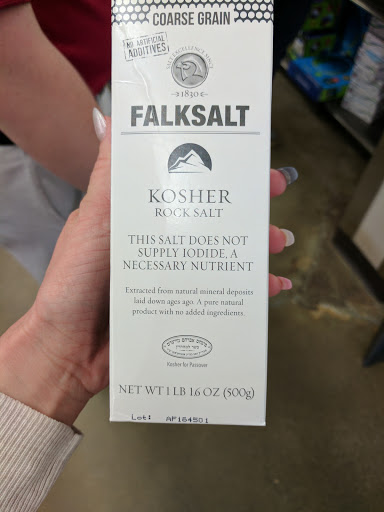 COARSE GRAIN
NO ARTIFICIAL
ADDITIVES
1830
FALKSALT
KOSHER
ROCK SALT
THIS SALT DOES NOT
SUPPLY IODIDE, A
NECESSARY NUTRIENT
Extracted from natural mineral deposits
laid down ages ago. A pure natural
product with no added ingredients.
Kosher for Passover
NET WT 1 LB 1.6 OZ (500g)
Lot: AP164501